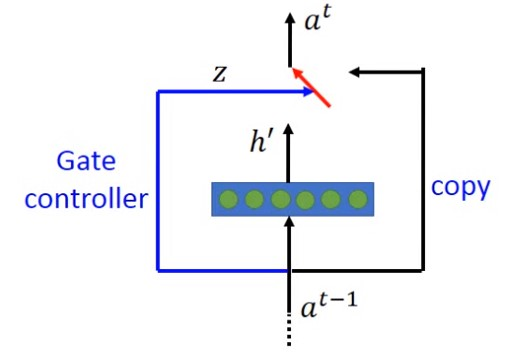 a^t
z
h′
Gate
controller
copy
a^{t−1}